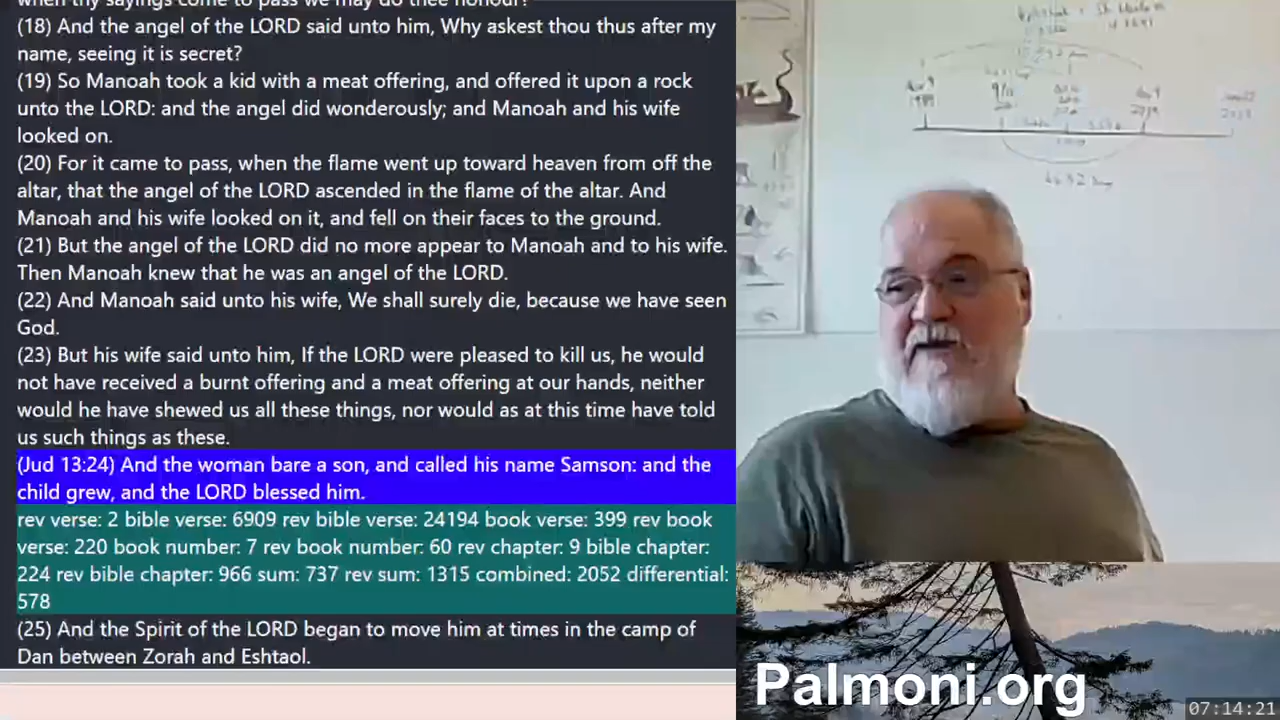 when thy sayings come to pass we may do thee honour?
(18) And the angel of the LORD said unto him, Why askest thou thus after my
name, seeing it is secret?
(19) So Manoah took a kid with a meat offering, and offered it upon a rock
unto the LORD: and the angel did wonderously; and Manoah and his wife
looked on.
(20) For it came to pass, when the flame went up toward heaven from off the
altar, that the angel of the LORD ascended in the flame of the altar. And
Manoah and his wife looked on it, and fell on their faces to the ground.
(21) But the angel of the LORD did no more appear to Manoah and to his wife.
Then Manoah knew that he was an angel of the LORD.
(22) And Manoah said unto his wife, We shall surely die, because we have seen
God.
(23) But his wife said unto him, If the LORD were pleased to kill us, he would
not have received a burnt offering and a meat offering at our hands, neither
would he have shewed us all these things, nor would as at this time have told
us such things as these.
(Jud 13:24) And the woman bare a son, and called his name Samson: and the
child grew, and the LORD blessed him.
rev verse: 2 bible verse: 6909 rev bible verse: 24194 book verse: 399 rev book
verse: 220 book number: 7 rev book number: 60 rev chapter: 9 bible chapter:
224 rev bible chapter: 966 sum: 737 rev sum: 1315 combined: 2052 differential:
578
(25) And the Spirit of the LORD began to move him at times in the camp of
Dan between Zorah and Eshtaol.
Palmoni.org
07:14:21